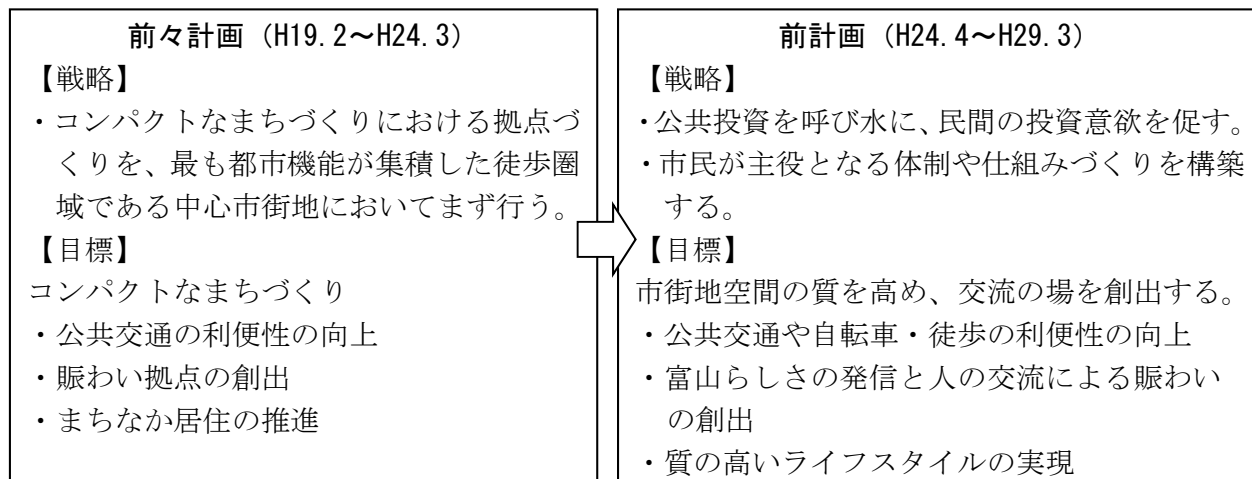 前々計画（H19.2～H24.3）
【戦略】
・コンパクトなまちづくりにおける拠点づ
くりを、最も都市機能が集積した徒歩圏
域である中心市街地においてまず行う。
【目標】
コンパクトなまちづくり
・公共交通の利便性の向上
・賑わい拠点の創出
・まちなか居住の推進
前計画（H24.4～H29.3）
【戦略】
・公共投資を呼び水に、民間の投資意欲を促す。
・市民が主役となる体制や仕組みづくりを構築
する。
【目標】
市街地空間の質を高め、交流の場を創出する。
・公共交通や自転車・徒歩の利便性の向上
・富山らしさの発信と人の交流による賑わい
の創出
・質の高いライフスタイルの実現